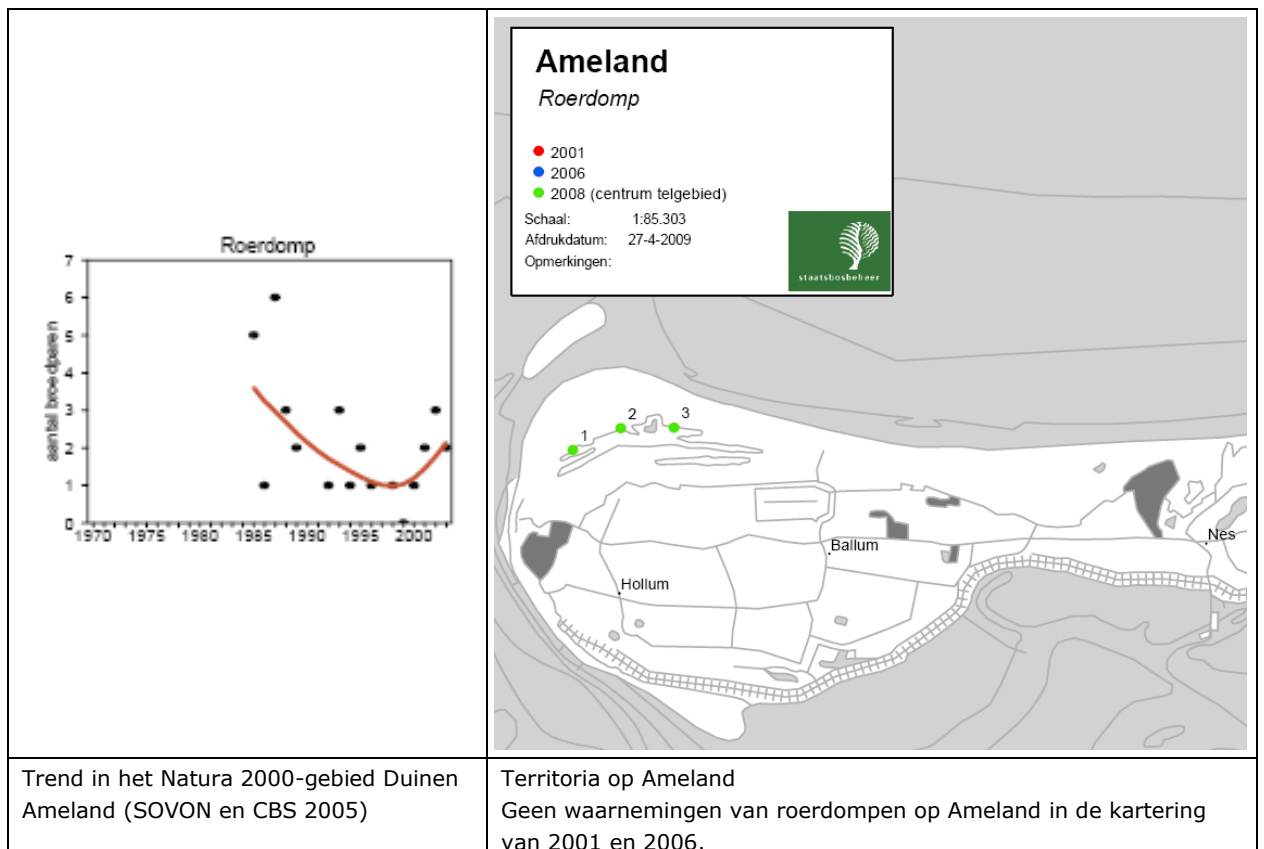 Roerdomp
aantal broedparen
7
6
5
4
3
2
1
0
1970 1975 1980 1985 1990 1995 2000
Ameland
Roerdomp
2001
2006
2008 (centrum telgebied)
Schaal: 1:85.303
Afdrukdatum: 27-4-2009
Opmerkingen:
staatsbosbeheer
1 2 3
Nes
Ballum
Hollum
Trend in het Natura 2000-gebied Duinen
Ameland (SOVON en CBS 2005)
Territoria op Ameland
Geen waarnemingen van roerdompen op Ameland in de kartering
van 2001 en 2006.